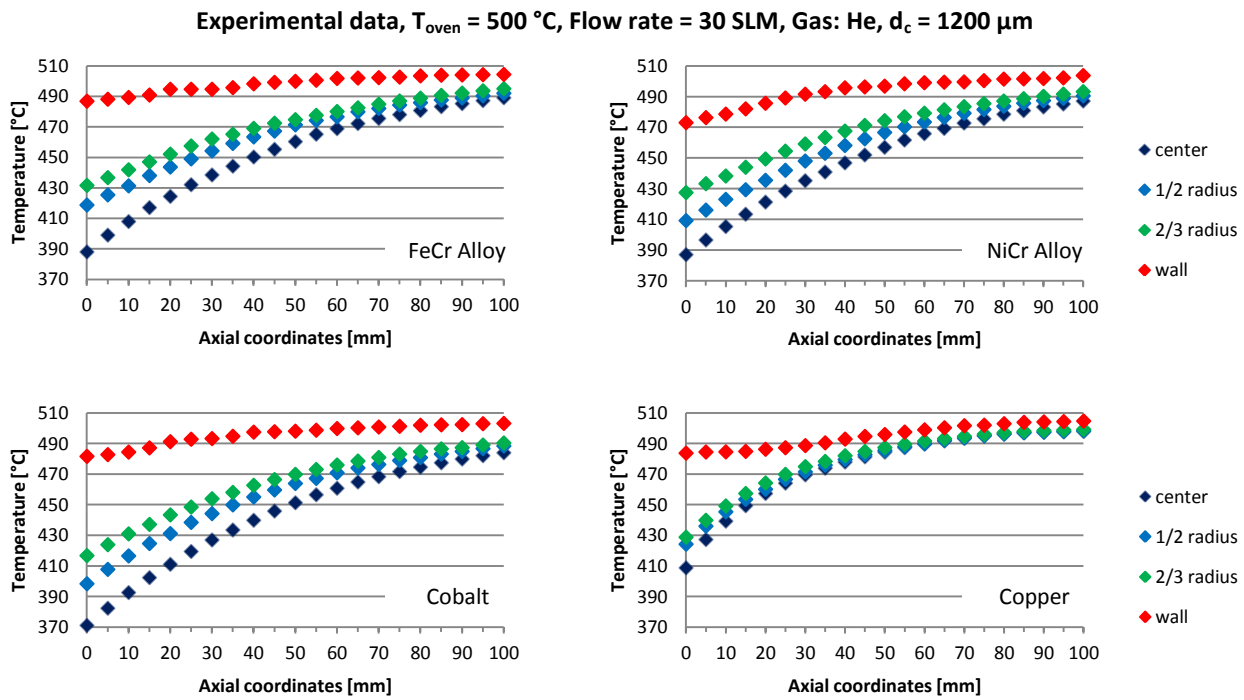 Experimental data, T_oven = 500 °C, Flow rate = 30 SLM, Gas: He, d_c = 1200 µm
Temperature [°C]
510
490
470
450
430
410
390
370
FeCr Alloy
0 10 20 30 40 50 60 70 80 90 100
Axial coordinates [mm]
Temperature [°C]
510
490
470
450
430
410
390
370
NiCr Alloy
0 10 20 30 40 50 60 70 80 90 100
Axial coordinates [mm]
center
1/2 radius
2/3 radius
wall
Temperature [°C]
510
490
470
450
430
410
390
370
Cobalt
0 10 20 30 40 50 60 70 80 90 100
Axial coordinates [mm]
Temperature [°C]
510
490
470
450
430
410
390
370
Copper
0 10 20 30 40 50 60 70 80 90 100
Axial coordinates [mm]
center
1/2 radius
2/3 radius
wall